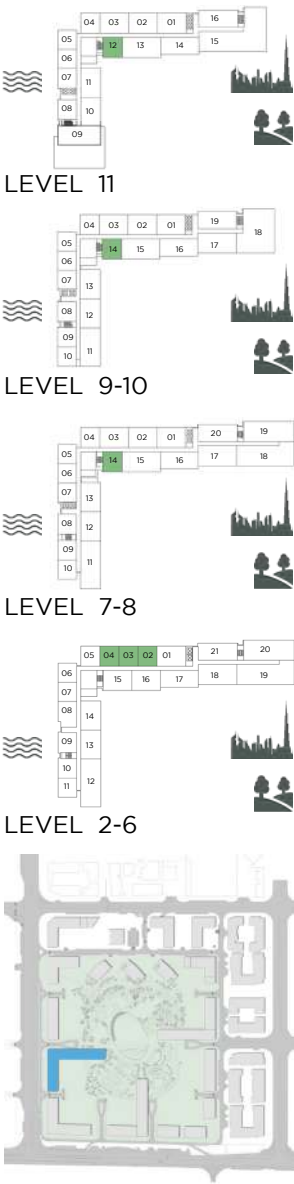 04 03 02 01 16
05 12 13 14 15
06
07 11
08 10
09
LEVEL 11
04 03 02 01 19
05 14 15 16 17 18
06
07 13
08 12
09
10 11
LEVEL 9-10
04 03 02 01 20 19
05 14 15 16 17 18
06
07 13
08 12
09
10 11
LEVEL 7-8
05 04 03 02 01 21 20
06 15 16 17 18 19
07
08 14
09 13
10
11 12
LEVEL 2-6